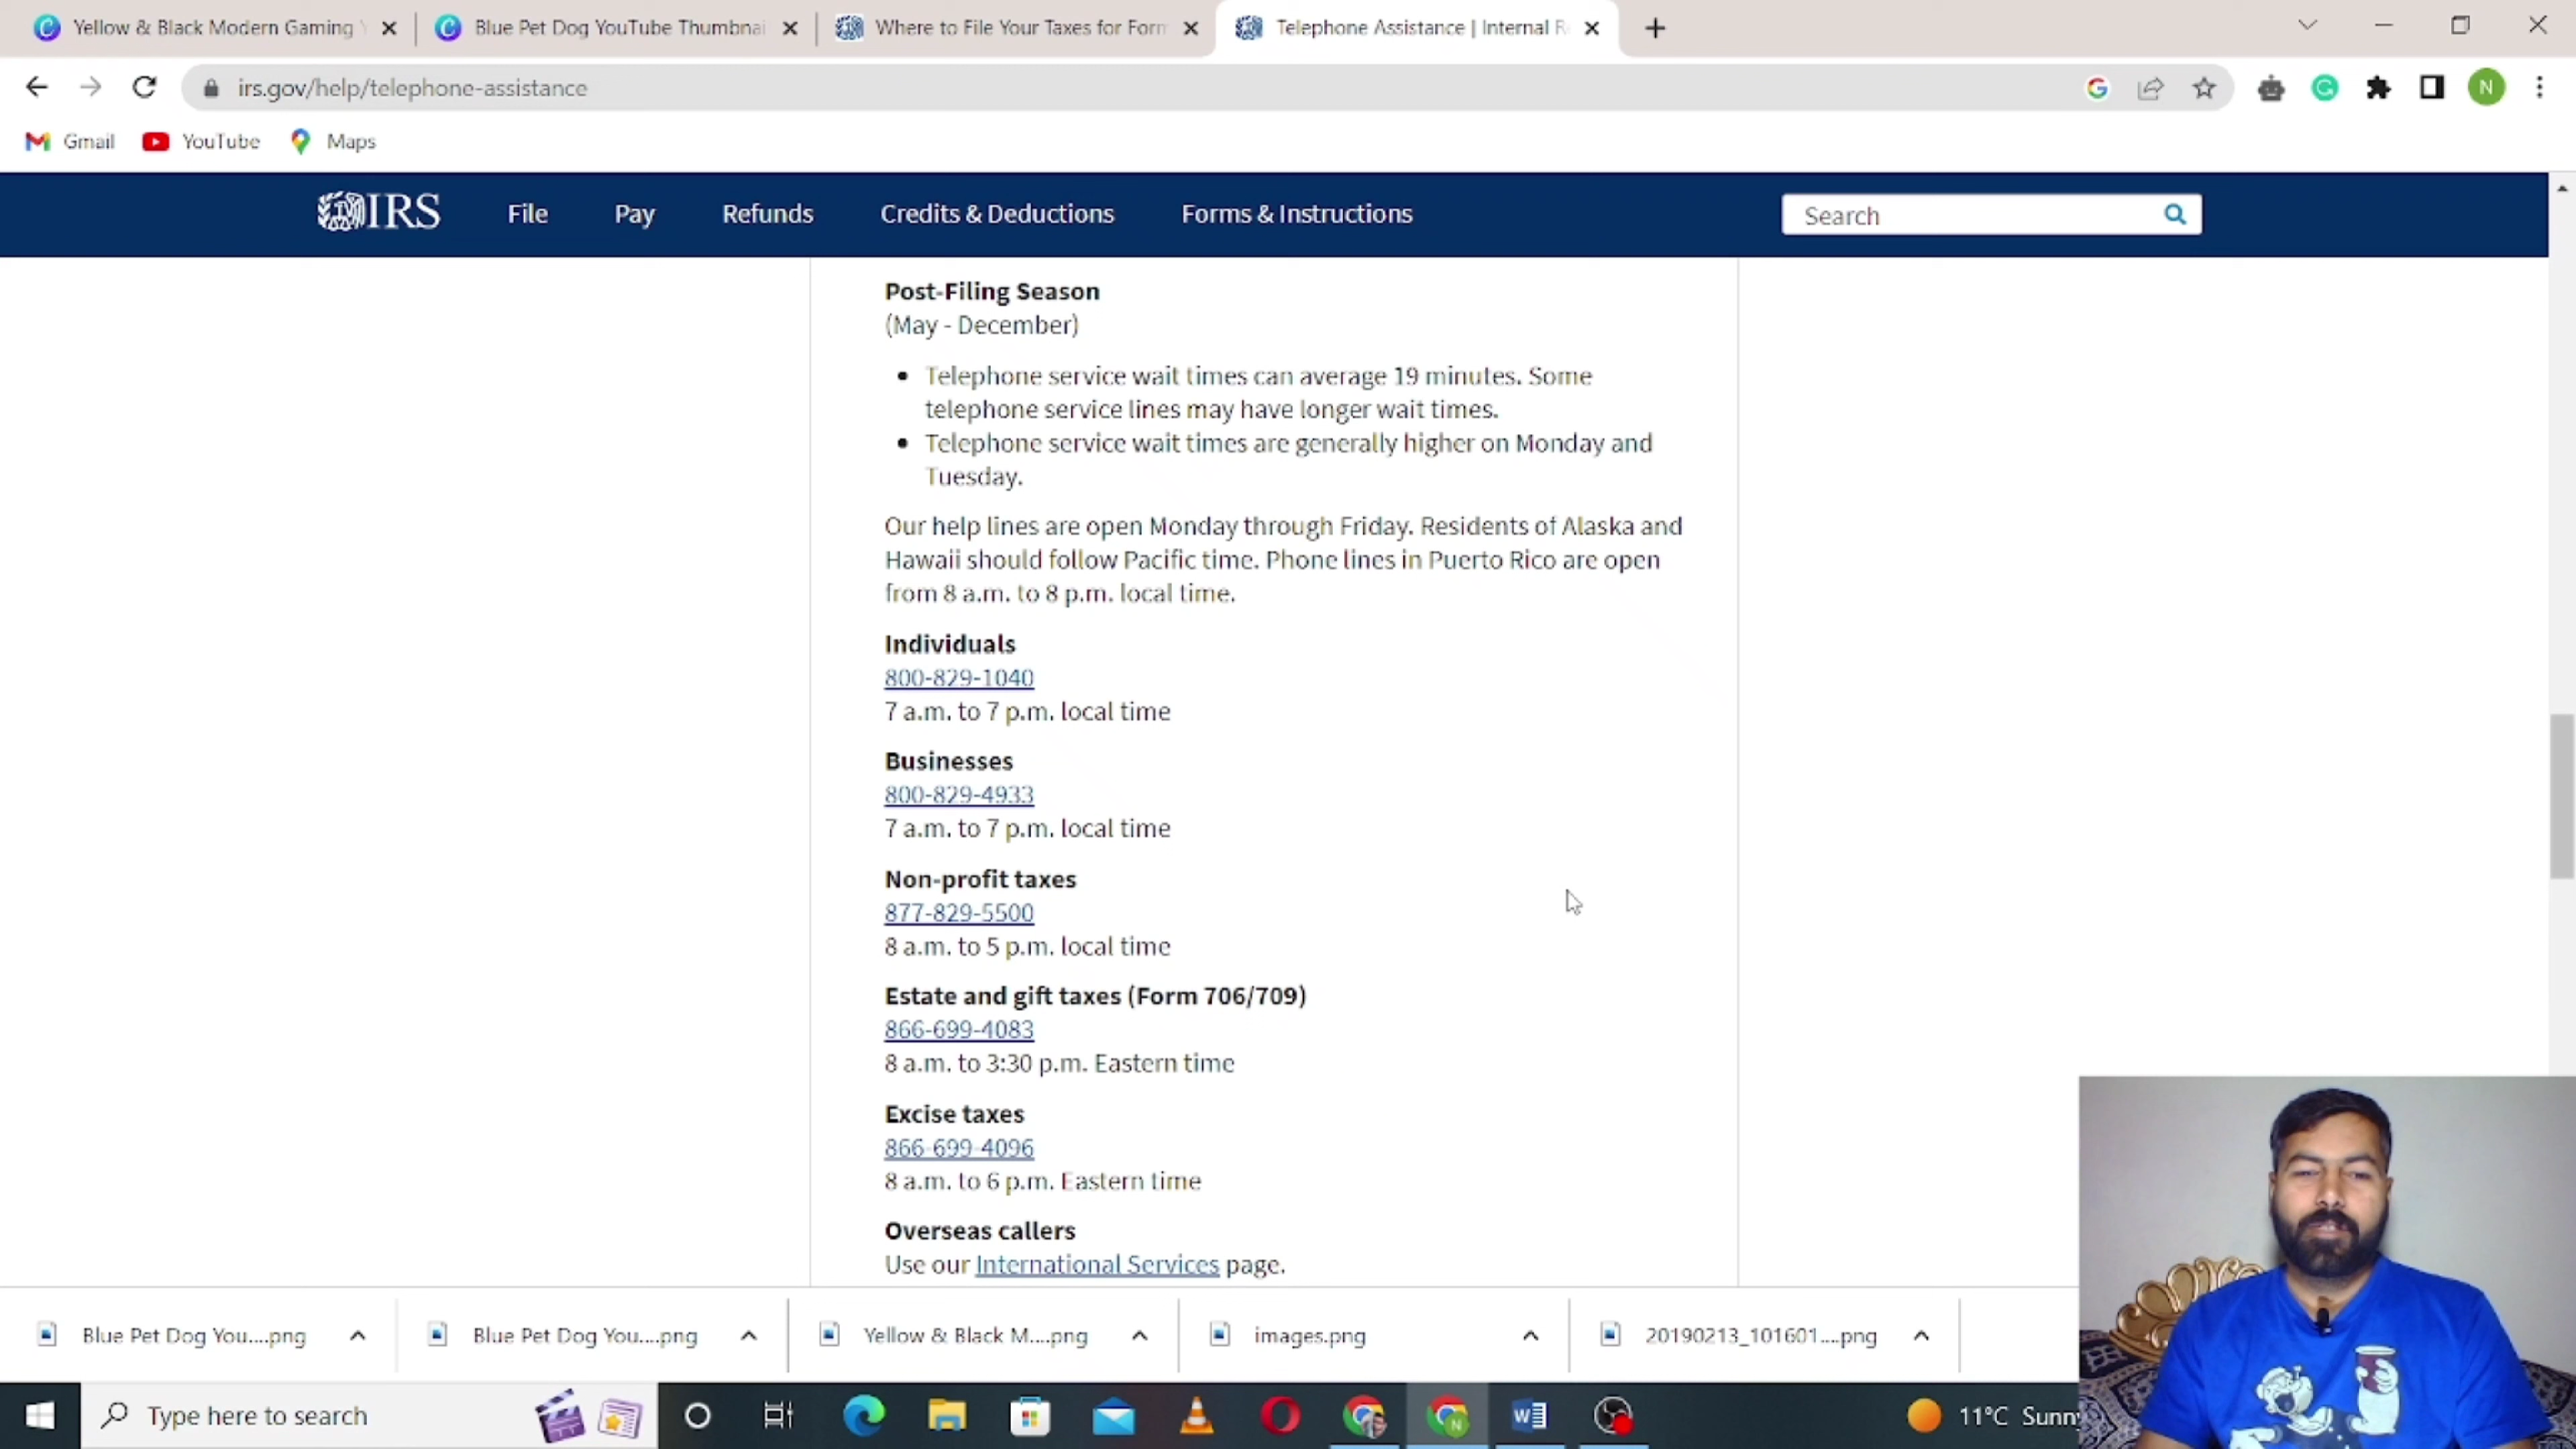 Yellow & Black Modern Gaming
Blue Pet Dog YouTube Thumbnai
Where to File Your Taxes for Form
Telephone Assistance | Internal R
irs.gov/help/telephone-assistance
N
Gmail
YouTube
Maps
IRS
File
Pay
Refunds
Credits & Deductions
Forms & Instructions
Search
Post-Filing Season
(May - December)
• Telephone service wait times can average 19 minutes. Some
telephone service lines may have longer wait times.
• Telephone service wait times are generally higher on Monday and
Tuesday.
Our help lines are open Monday through Friday. Residents of Alaska and
Hawaii should follow Pacific time. Phone lines in Puerto Rico are open
from 8 a.m. to 8 p.m. local time.
Individuals
800-829-1040
7 a.m. to 7 p.m. local time
Businesses
800-829-4933
7 a.m. to 7 p.m. local time
Non-profit taxes
877-829-5500
8 a.m. to 5 p.m. local time
Estate and gift taxes (Form 706/709)
866-699-4083
8 a.m. to 3:30 p.m. Eastern time
Excise taxes
866-699-4096
8 a.m. to 6 p.m. Eastern time
Overseas callers
Use our International Services page.
Blue Pet Dog You....png
Blue Pet Dog You....png
Yellow & Black M....png
images.png
20190213_101601....png
Type here to search
11°C Sunny